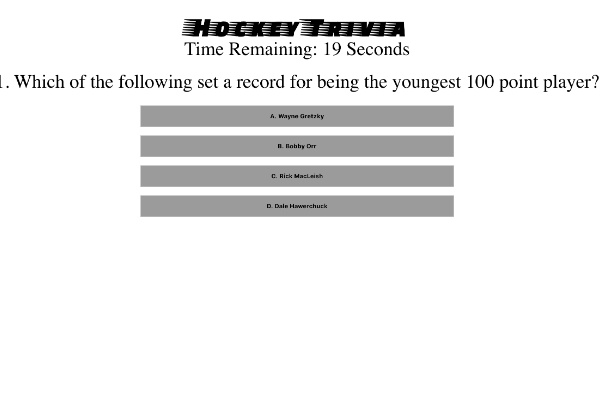 HOCKEY TRIVIA
Time Remaining: 19 Seconds
1. Which of the following set a record for being the youngest 100 point player?
A. Wayne Gretzky
B. Bobby Orr
C. Rick MacLeish
D. Dale Hawerchuck